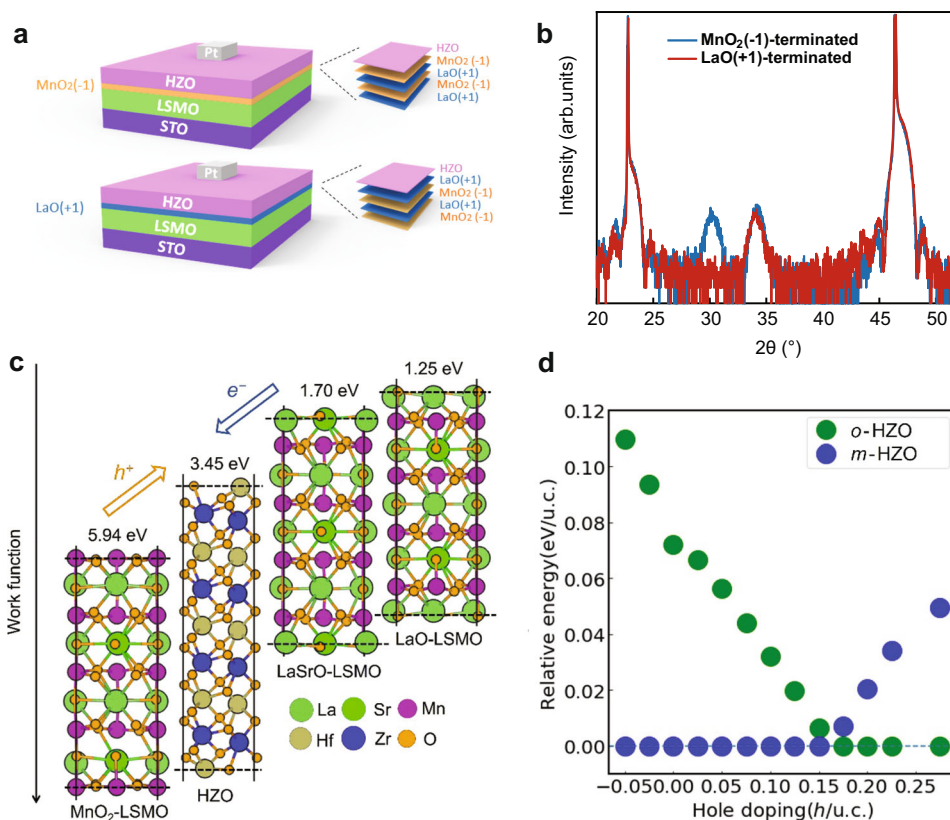 a
Pt
HZO
MnO₂(-1)
LSMO
STO
HZO
MnO₂ (-1)
LaO(+1)
MnO₂ (-1)
LaO(+1)
Pt
HZO
LaO(+1)
LSMO
STO
HZO
LaO(+1)
MnO₂ (-1)
LaO(+1)
MnO₂ (-1)
b
MnO₂(-1)-terminated
LaO(+1)-terminated
Intensity (arb.units)
20 25 30 35 40 45 50
2θ (°)
c
Work function
e⁻
h⁺
1.25 eV
1.70 eV
3.45 eV
5.94 eV
LaO-LSMO
LaSrO-LSMO
La Sr Mn
Hf Zr O
HZO
MnO₂-LSMO
d
o-HZO
m-HZO
Relative energy(eV/u.c.)
0.12
0.10
0.08
0.06
0.04
0.02
0.00
-0.050.00 0.05 0.10 0.15 0.20 0.25
Hole doping(h/u.c.)